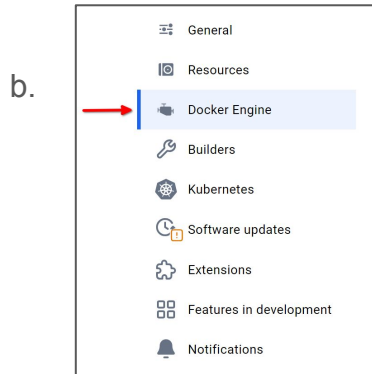 General
Resources
b.
Docker Engine
Builders
Kubernetes
Software updates
Extensions
Features in development
Notifications